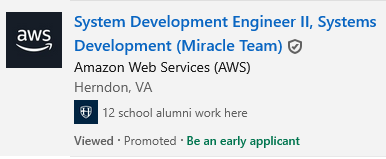 aws
System Development Engineer II, Systems
Development (Miracle Team)
Amazon Web Services (AWS)
Herndon, VA
12 school alumni work here
Viewed · Promoted · Be an early applicant